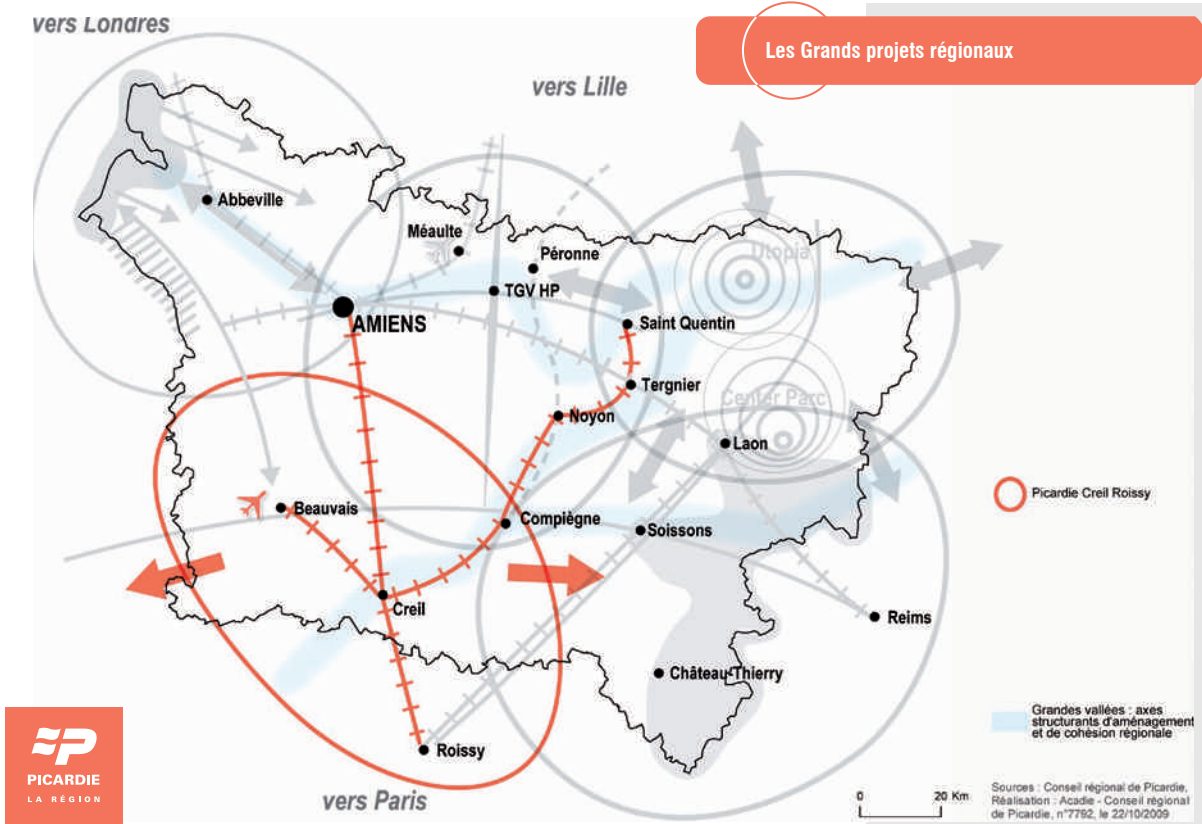 vers Londres
Les Grands projets régionaux
vers Lille
Abbeville
Méaulte
Péronne
Utopia
TGV HP
AMIENS
Saint Quentin
Tergnier
Center Parc
Noyon
Laon
Picardie Creil Roissy
Beauvais
Compiègne
Soissons
Creil
Reims
Château-Thierry
Grandes vallées : axes
structurants d'aménagement
et de cohésion régionale
Roissy
PICARDIE
LA RÉGION
vers Paris
0 20 Km
Sources : Conseil régional de Picardie,
Réalisation : Acadie - Conseil régional
de Picardie, n°7792, le 22/10/2009